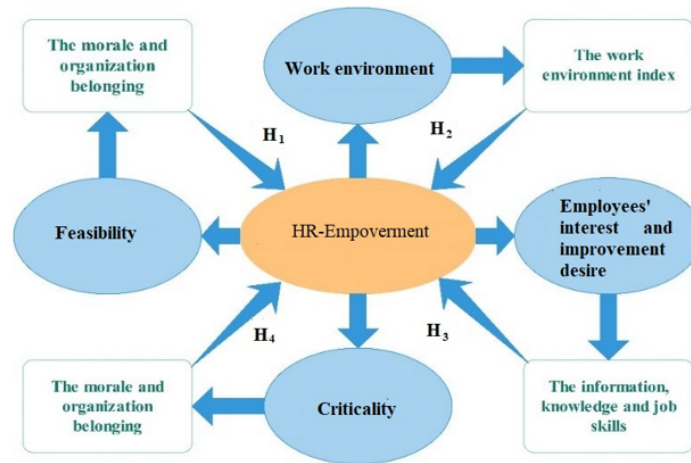 The morale and
organization
belonging
Work environment
The work
environment index
H1
H2
Feasibility
HR-Empoverment
Employees'
interest and
improvement
desire
H4
H3
The morale and
organization
belonging
Criticality
The information,
knowledge and job
skills